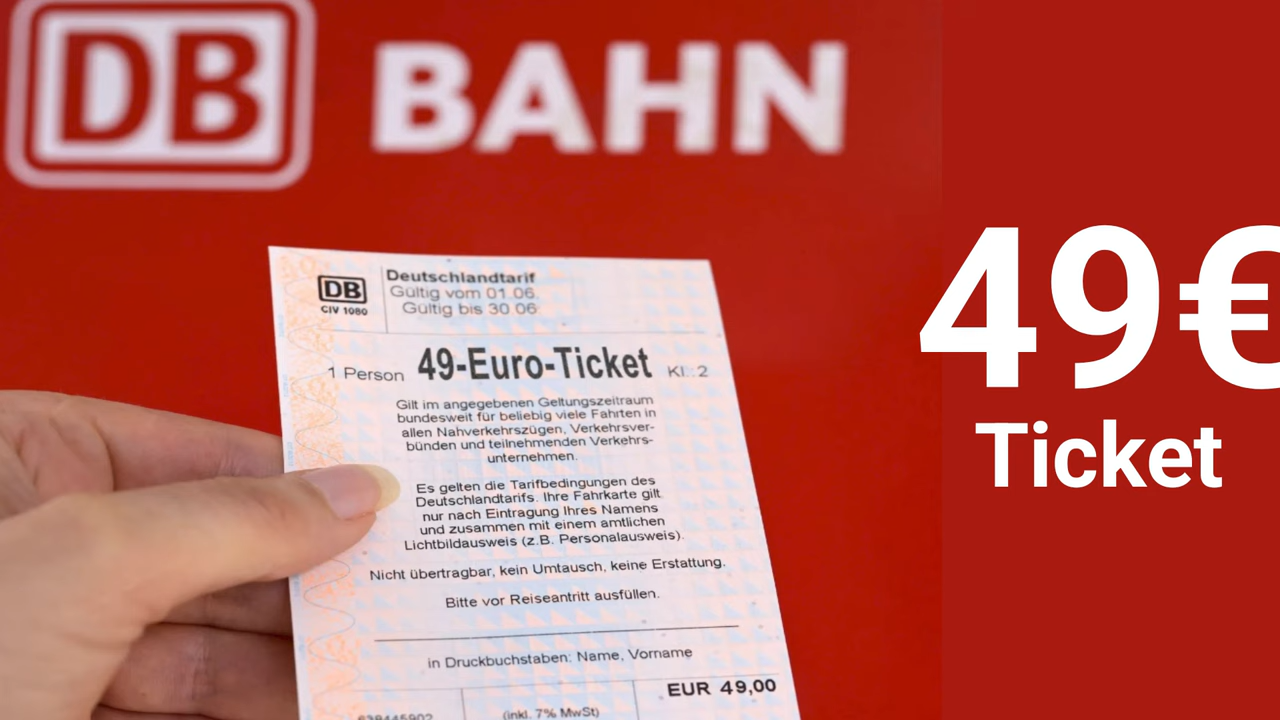 DB BAHN
DB
CIV 1080
Deutschlandtarif
Gültig vom 01.06.
Gültig bis 30.06
1 Person 49-Euro-Ticket Kl.: 2
Gilt im angegebenen Geltungszeitraum
bundesweit für beliebig viele Fahrten in
allen Nahverkehrszügen, Verkehrsver-
bünden und teilnehmenden Verkehrs-
unternehmen.
Es gelten die Tarifbedingungen des
Deutschlandtarifs. Ihre Fahrkarte gilt
nur nach Eintragung Ihres Namens
und zusammen mit einem amtlichen
Lichtbildausweis (z.B. Personalausweis).
Nicht übertragbar, kein Umtausch, keine Erstattung.
Bitte vor Reiseantritt ausfüllen.
in Druckbuchstaben: Name, Vorname
EUR 49,00
(inkl. 7% MwSt)
49€
Ticket